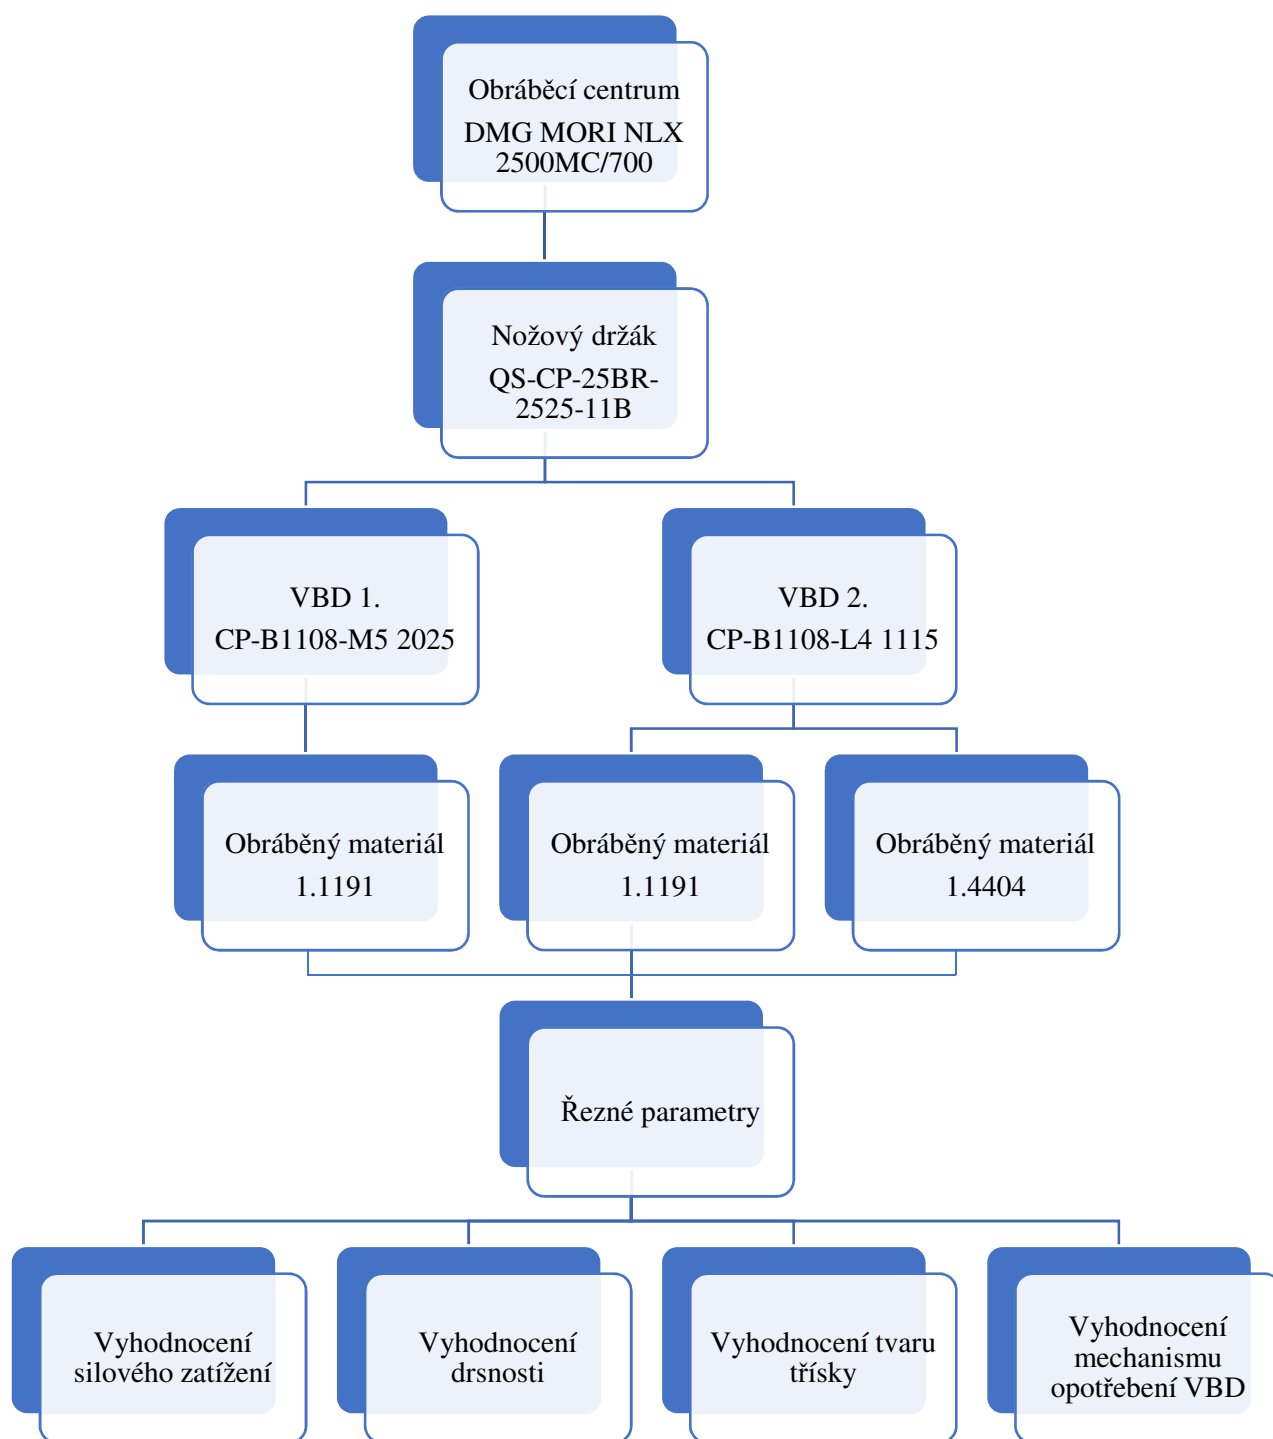 Obráběcí centrum
DMG MORI NLX
2500MC/700
Nožový držák
QS-CP-25BR-
2525-11B
VBD 1.
CP-B1108-M5 2025
VBD 2.
CP-B1108-L4 1115
Obráběný materiál
1.1191
Obráběný materiál
1.1191
Obráběný materiál
1.4404
Řezné parametry
Vyhodnocení
silového zatížení
Vyhodnocení
drsnosti
Vyhodnocení tvaru
třísky
Vyhodnocení
mechanismu
opotřebení VBD